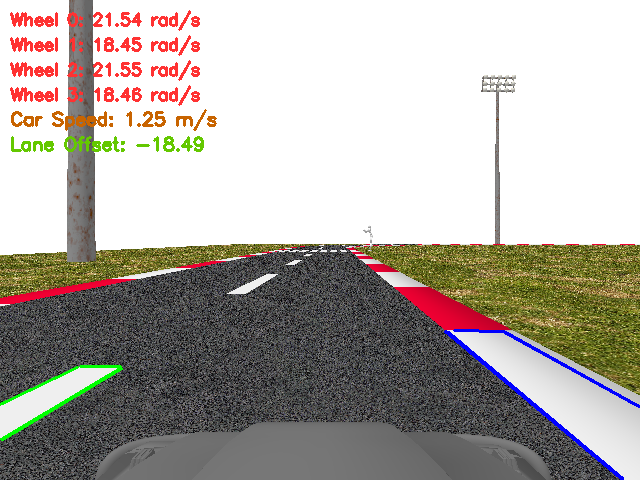 Wheel 0: 21.54 rad/s
Wheel 1: 18.45 rad/s
Wheel 2: 21.55 rad/s
Wheel 3: 18.46 rad/s
Car Speed: 1.25 m/s
Lane Offset: -18.49